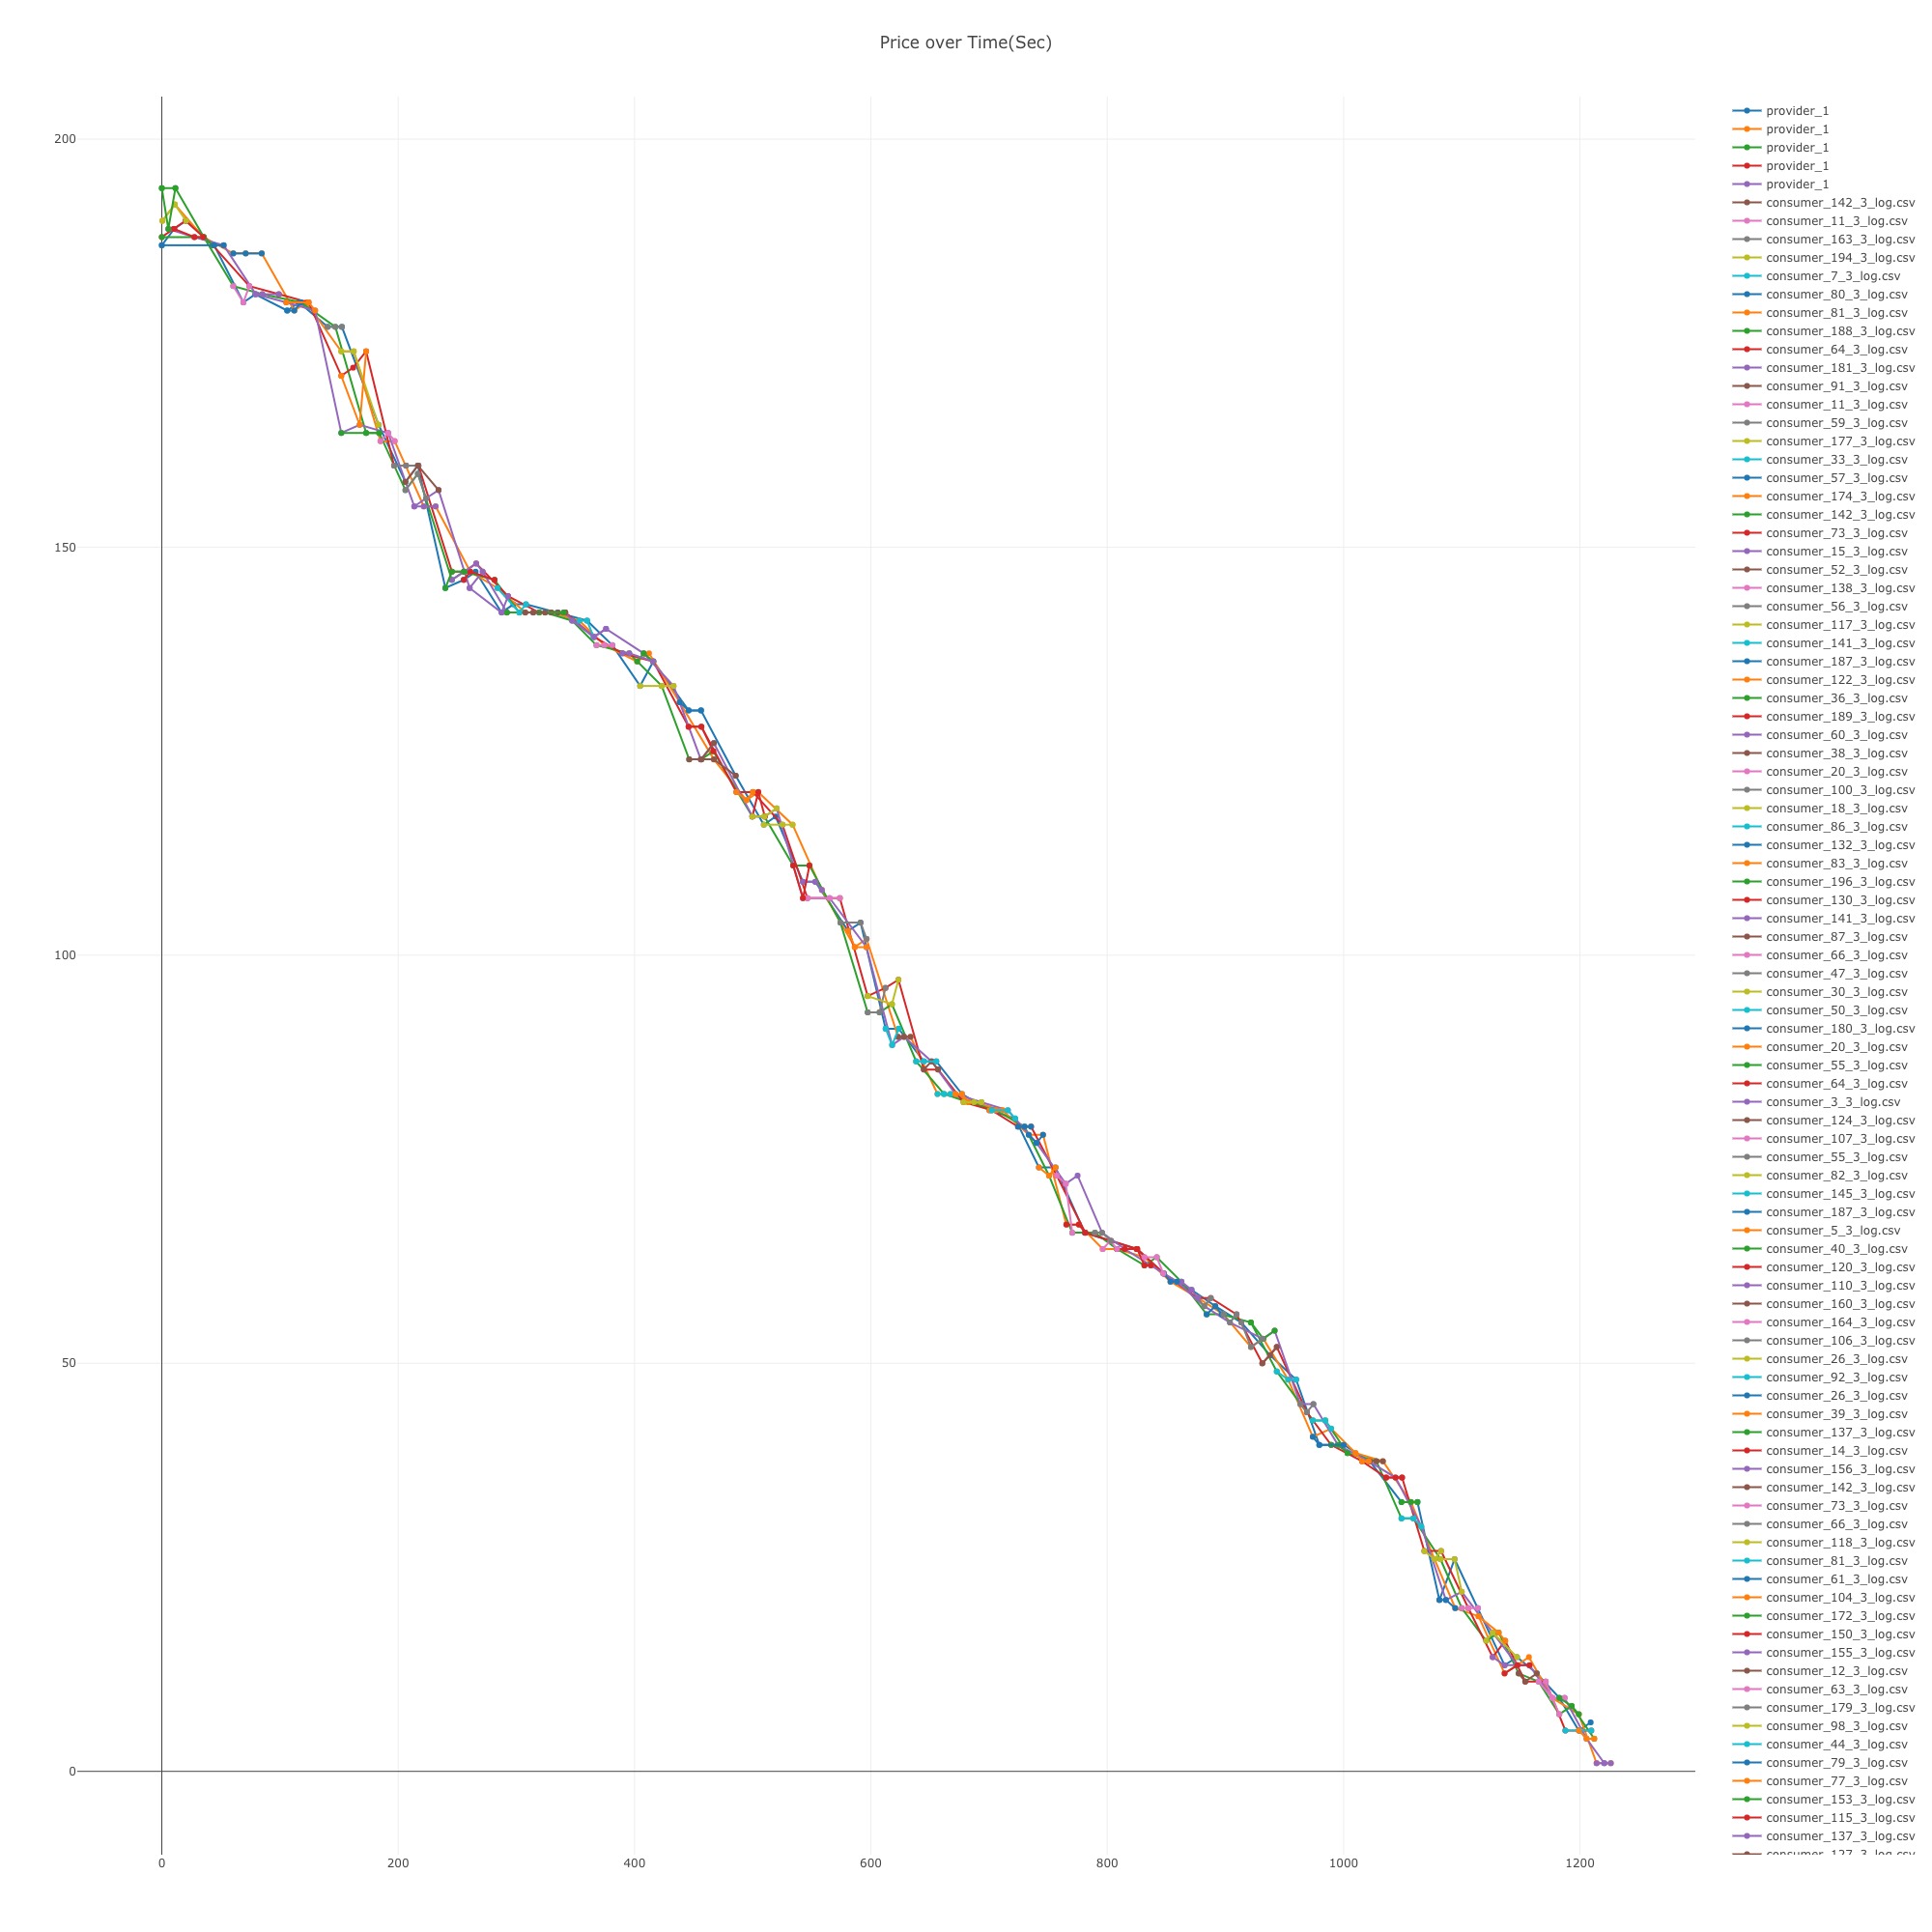 Price over Time(Sec)
200
150
100
50
0
0 200 400 600 800 1000 1200
provider_1
provider_1
provider_1
provider_1
provider_1
consumer_142_3_log.csv
consumer_11_3_log.csv
consumer_163_3_log.csv
consumer_194_3_log.csv
consumer_7_3_log.csv
consumer_80_3_log.csv
consumer_81_3_log.csv
consumer_188_3_log.csv
consumer_64_3_log.csv
consumer_181_3_log.csv
consumer_91_3_log.csv
consumer_11_3_log.csv
consumer_59_3_log.csv
consumer_177_3_log.csv
consumer_33_3_log.csv
consumer_57_3_log.csv
consumer_174_3_log.csv
consumer_142_3_log.csv
consumer_73_3_log.csv
consumer_15_3_log.csv
consumer_52_3_log.csv
consumer_138_3_log.csv
consumer_56_3_log.csv
consumer_117_3_log.csv
consumer_141_3_log.csv
consumer_187_3_log.csv
consumer_122_3_log.csv
consumer_36_3_log.csv
consumer_189_3_log.csv
consumer_60_3_log.csv
consumer_38_3_log.csv
consumer_20_3_log.csv
consumer_100_3_log.csv
consumer_18_3_log.csv
consumer_86_3_log.csv
consumer_132_3_log.csv
consumer_83_3_log.csv
consumer_196_3_log.csv
consumer_130_3_log.csv
consumer_141_3_log.csv
consumer_87_3_log.csv
consumer_66_3_log.csv
consumer_47_3_log.csv
consumer_30_3_log.csv
consumer_50_3_log.csv
consumer_180_3_log.csv
consumer_20_3_log.csv
consumer_55_3_log.csv
consumer_64_3_log.csv
consumer_3_3_log.csv
consumer_124_3_log.csv
consumer_107_3_log.csv
consumer_55_3_log.csv
consumer_82_3_log.csv
consumer_145_3_log.csv
consumer_187_3_log.csv
consumer_5_3_log.csv
consumer_40_3_log.csv
consumer_120_3_log.csv
consumer_110_3_log.csv
consumer_160_3_log.csv
consumer_164_3_log.csv
consumer_106_3_log.csv
consumer_26_3_log.csv
consumer_92_3_log.csv
consumer_26_3_log.csv
consumer_39_3_log.csv
consumer_137_3_log.csv
consumer_14_3_log.csv
consumer_156_3_log.csv
consumer_142_3_log.csv
consumer_73_3_log.csv
consumer_66_3_log.csv
consumer_118_3_log.csv
consumer_81_3_log.csv
consumer_61_3_log.csv
consumer_104_3_log.csv
consumer_172_3_log.csv
consumer_150_3_log.csv
consumer_155_3_log.csv
consumer_12_3_log.csv
consumer_63_3_log.csv
consumer_179_3_log.csv
consumer_98_3_log.csv
consumer_44_3_log.csv
consumer_79_3_log.csv
consumer_77_3_log.csv
consumer_153_3_log.csv
consumer_115_3_log.csv
consumer_137_3_log.csv